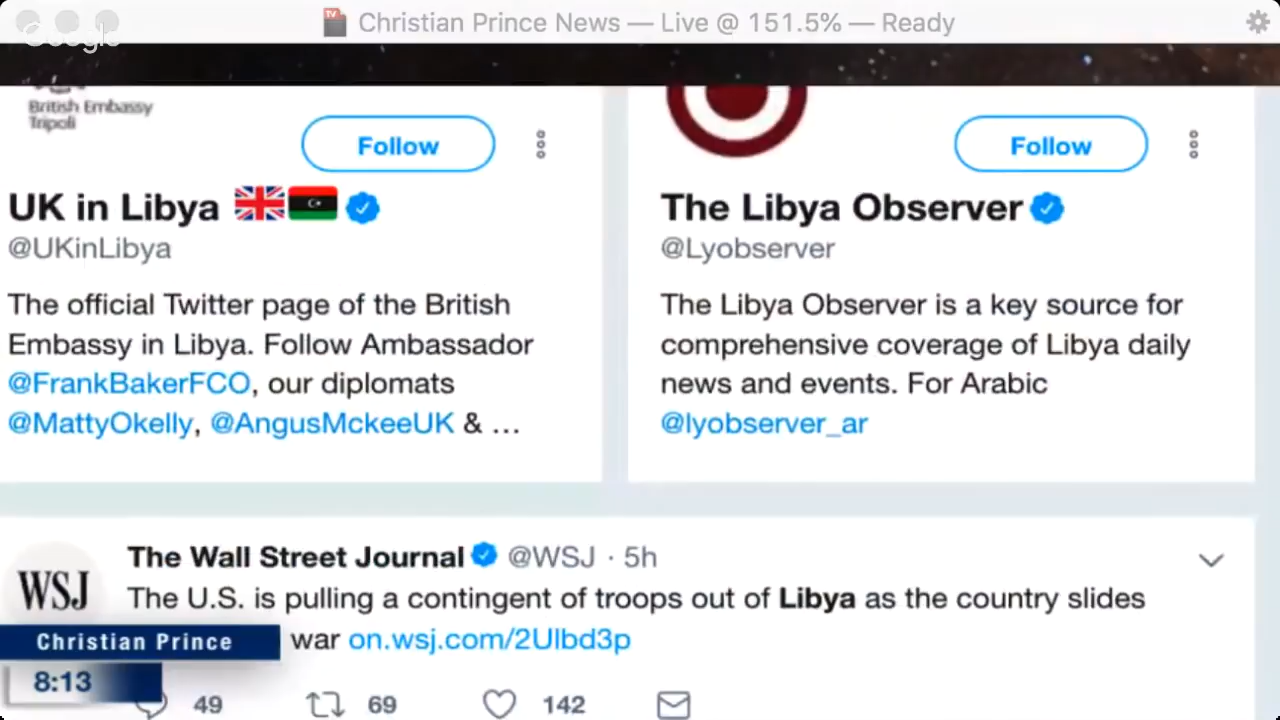 Christian Prince News — Live @ 151.5% — Ready
Google
British Embassy
Tripoli
Follow
UK in Libya
@UKinLibya
The official Twitter page of the British
Embassy in Libya. Follow Ambassador
@FrankBakerFCO, our diplomats
@MattyOkelly, @AngusMckeeUK & …
Follow
The Libya Observer
@Lyobserver
The Libya Observer is a key source for
comprehensive coverage of Libya daily
news and events. For Arabic
@lyobserver_ar
WSJ
The Wall Street Journal @WSJ · 5h
The U.S. is pulling a contingent of troops out of Libya as the country slides
war on.wsj.com/2Ulbd3p
Christian Prince
8:13
49 69 142